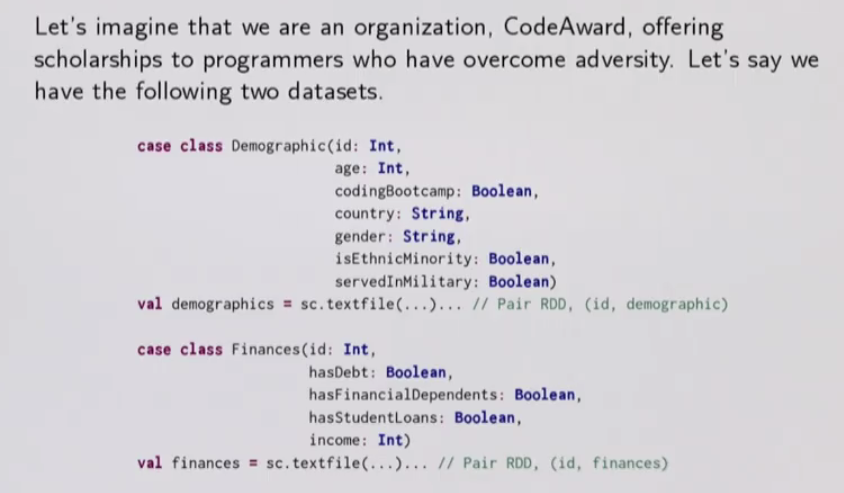 Let's imagine that we are an organization, CodeAward, offering
scholarships to programmers who have overcome adversity. Let's say we
have the following two datasets.
case class Demographic(id: Int,
age: Int,
codingBootcamp: Boolean,
country: String,
gender: String,
isEthnicMinority: Boolean,
servedInMilitary: Boolean)
val demographics = sc.textfile(...)... // Pair RDD, (id, demographic)
case class Finances(id: Int,
hasDebt: Boolean,
hasFinancialDependents: Boolean,
hasStudentLoans: Boolean,
income: Int)
val finances = sc.textfile(...)... // Pair RDD, (id, finances)